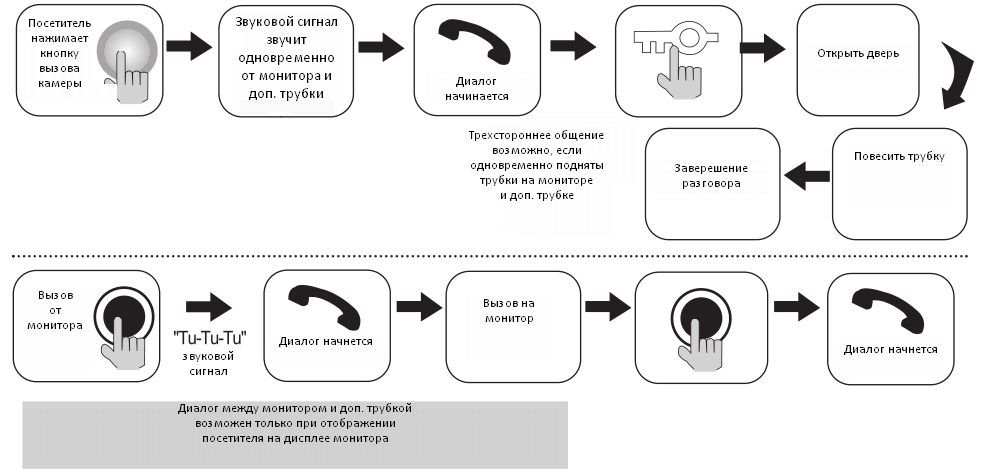 Посетитель
нажимает
кнопку
вызова
камеры
Звуковой сигнал
звучит
одновременно
от монитора и
доп. трубки
Диалог
начинается
Открыть дверь
Трехстороннее общение
возможно, если
одновременно подняты
трубки на мониторе
и доп. трубке
Заверешение
разговора
Повесить трубку
Вызов
от
монитора
"Tu-Tu-Tu"
звуковой
сигнал
Диалог начнется
Вызов на
монитор
Диалог начнется
Диалог между монитором и доп. трубкой
возможен только при отображении
посетителя на дисплее монитора